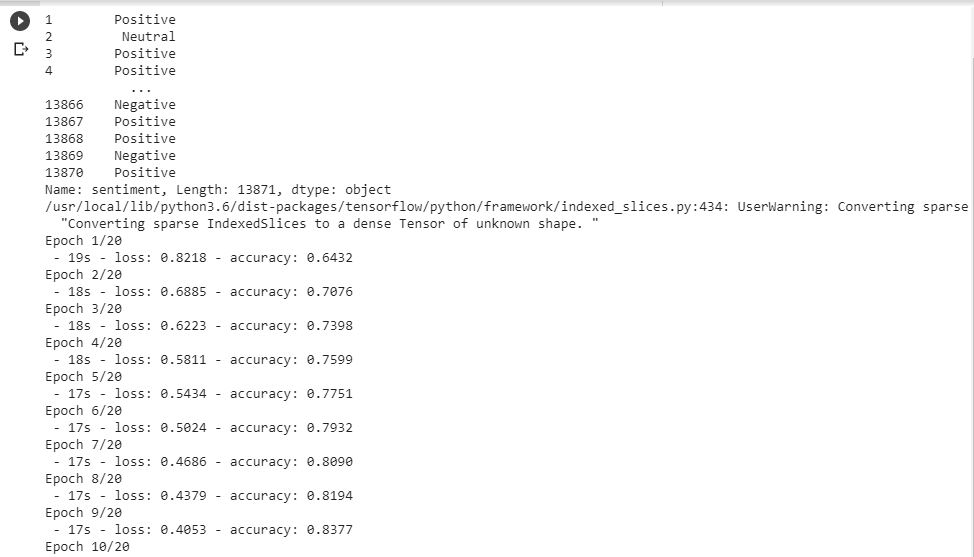 1        Positive
2         Neutral
3        Positive
4        Positive
           ...
13866    Negative
13867    Positive
13868    Positive
13869    Negative
13870    Positive
Name: sentiment, Length: 13871, dtype: object
/usr/local/lib/python3.6/dist-packages/tensorflow/python/framework/indexed_slices.py:434: UserWarning: Converting sparse
  "Converting sparse IndexedSlices to a dense Tensor of unknown shape. "
Epoch 1/20
 - 19s - loss: 0.8218 - accuracy: 0.6432
Epoch 2/20
 - 18s - loss: 0.6885 - accuracy: 0.7076
Epoch 3/20
 - 18s - loss: 0.6223 - accuracy: 0.7398
Epoch 4/20
 - 18s - loss: 0.5811 - accuracy: 0.7599
Epoch 5/20
 - 17s - loss: 0.5434 - accuracy: 0.7751
Epoch 6/20
 - 17s - loss: 0.5024 - accuracy: 0.7932
Epoch 7/20
 - 17s - loss: 0.4686 - accuracy: 0.8090
Epoch 8/20
 - 17s - loss: 0.4379 - accuracy: 0.8194
Epoch 9/20
 - 17s - loss: 0.4053 - accuracy: 0.8377
Epoch 10/20